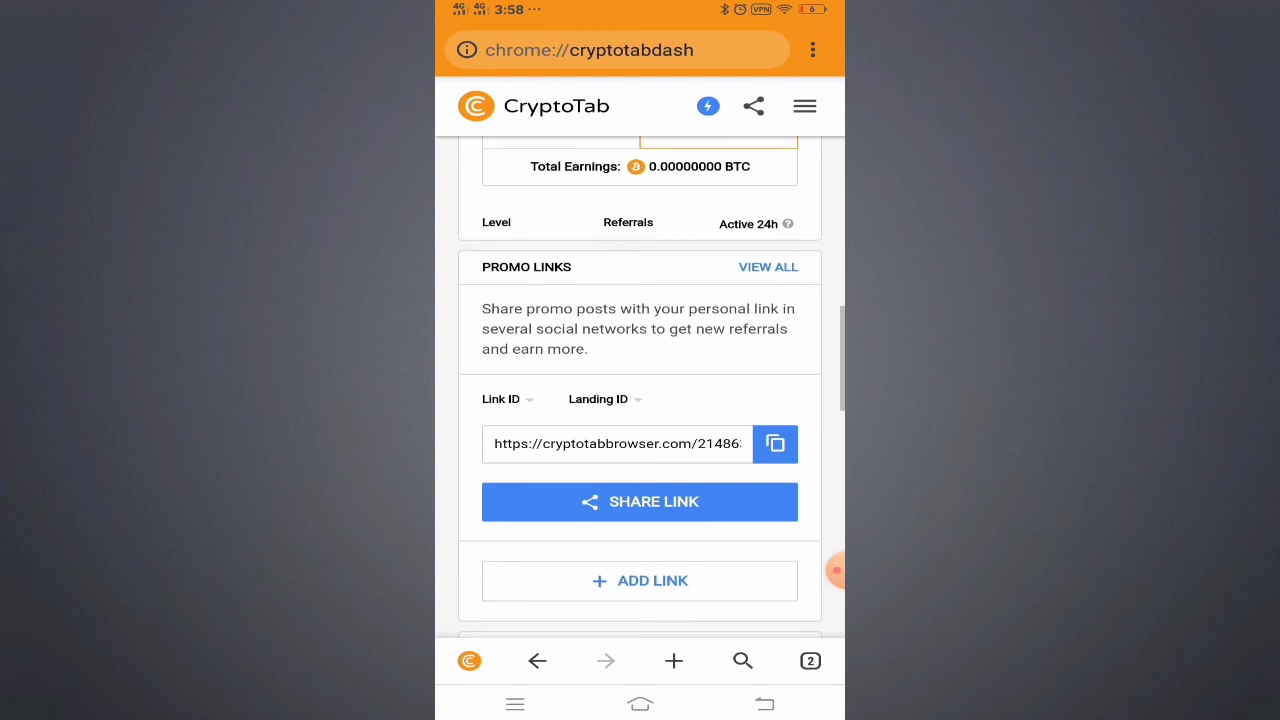 4G 4G 3:58 ... VPN 6
chrome://cryptotabdash
CryptoTab
Total Earnings: 0.00000000 BTC
Level Referrals Active 24h ?
PROMO LINKS VIEW ALL
Share promo posts with your personal link in
several social networks to get new referrals
and earn more.
Link ID Landing ID
https://cryptotabbrowser.com/21486
SHARE LINK
+ ADD LINK
2